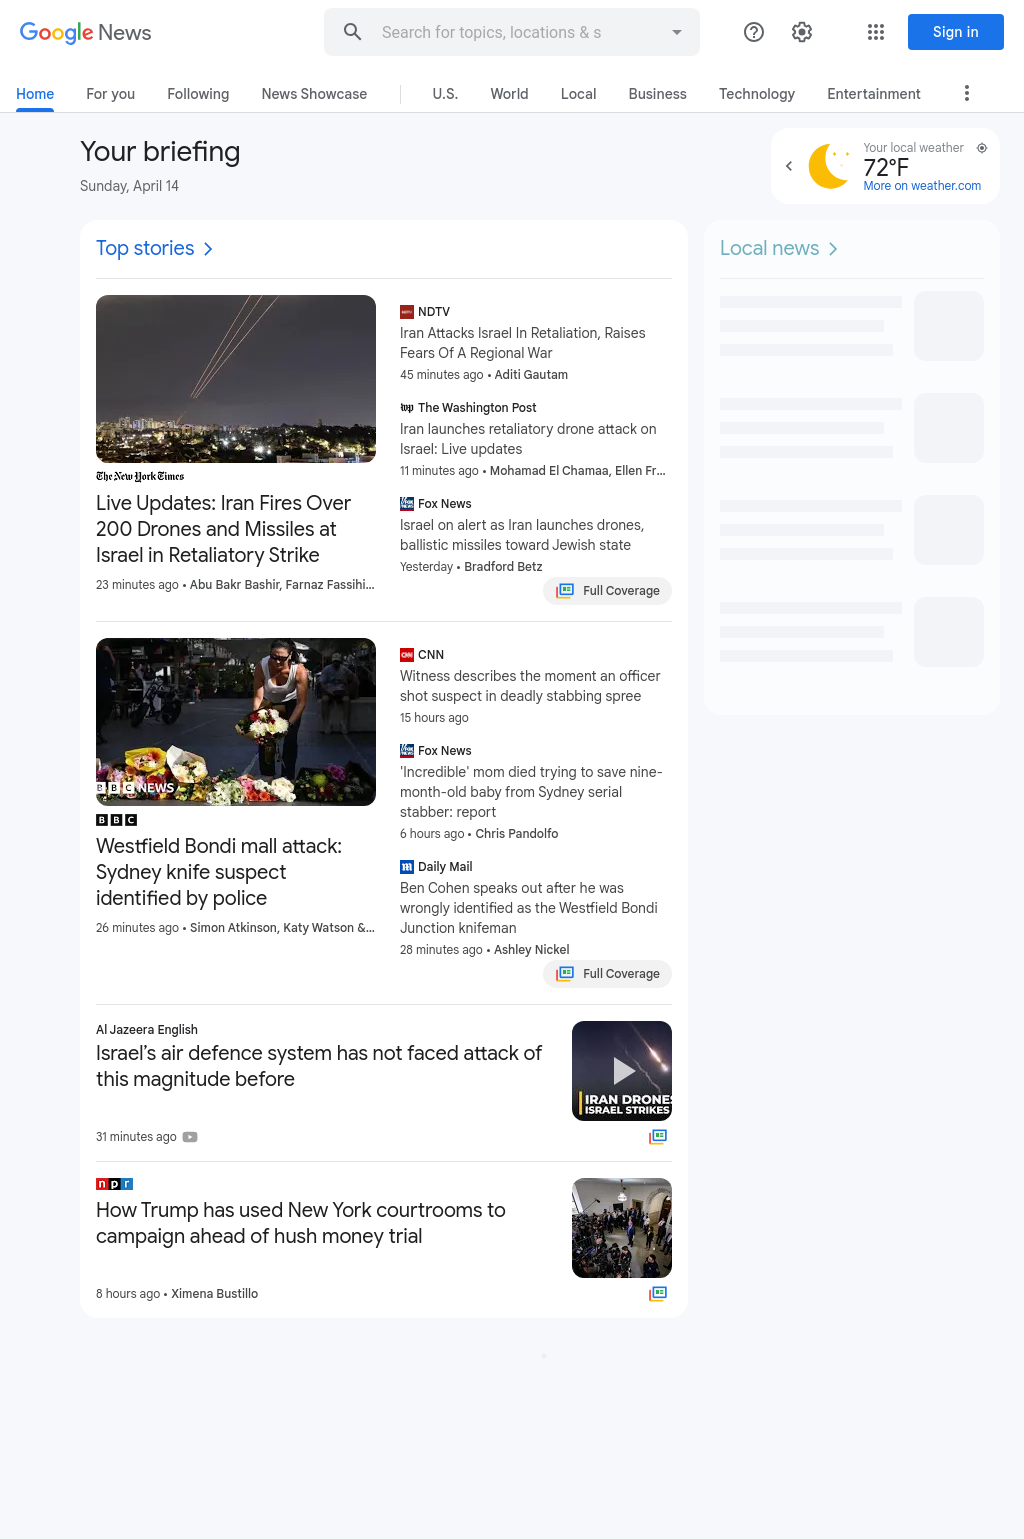 Google News
Search for topics, locations & s
Sign in
Home
For you
Following
News Showcase
U.S.
World
Local
Business
Technology
Entertainment
Your briefing
Sunday, April 14
Your local weather
72°F
More on weather.com
Top stories
The New York Times
Live Updates: Iran Fires Over
200 Drones and Missiles at
Israel in Retaliatory Strike
23 minutes ago • Abu Bakr Bashir, Farnaz Fassihi…
NDTV
Iran Attacks Israel In Retaliation, Raises
Fears Of A Regional War
45 minutes ago • Aditi Gautam
wp The Washington Post
Iran launches retaliatory drone attack on
Israel: Live updates
11 minutes ago • Mohamad El Chamaa, Ellen Fr…
Fox News
Israel on alert as Iran launches drones,
ballistic missiles toward Jewish state
Yesterday • Bradford Betz
Full Coverage
BBC NEWS
BBC
Westfield Bondi mall attack:
Sydney knife suspect
identified by police
26 minutes ago • Simon Atkinson, Katy Watson &…
CNN CNN
Witness describes the moment an officer
shot suspect in deadly stabbing spree
15 hours ago
Fox News
'Incredible' mom died trying to save nine-
month-old baby from Sydney serial
stabber: report
6 hours ago • Chris Pandolfo
m Daily Mail
Ben Cohen speaks out after he was
wrongly identified as the Westfield Bondi
Junction knifeman
28 minutes ago • Ashley Nickel
Full Coverage
Al Jazeera English
Israel’s air defence system has not faced attack of
this magnitude before
31 minutes ago
IRAN DRONES
ISRAEL STRIKES
npr
How Trump has used New York courtrooms to
campaign ahead of hush money trial
8 hours ago • Ximena Bustillo
Local news